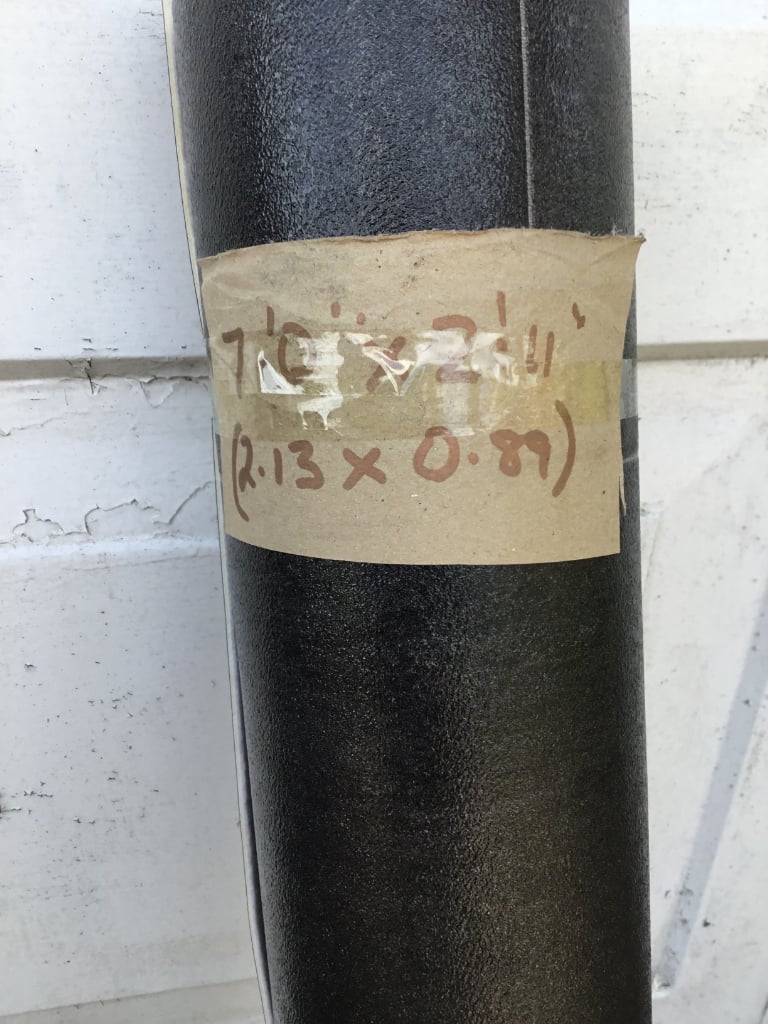 7'0" x 2'11"
(2.13 x 0.89)